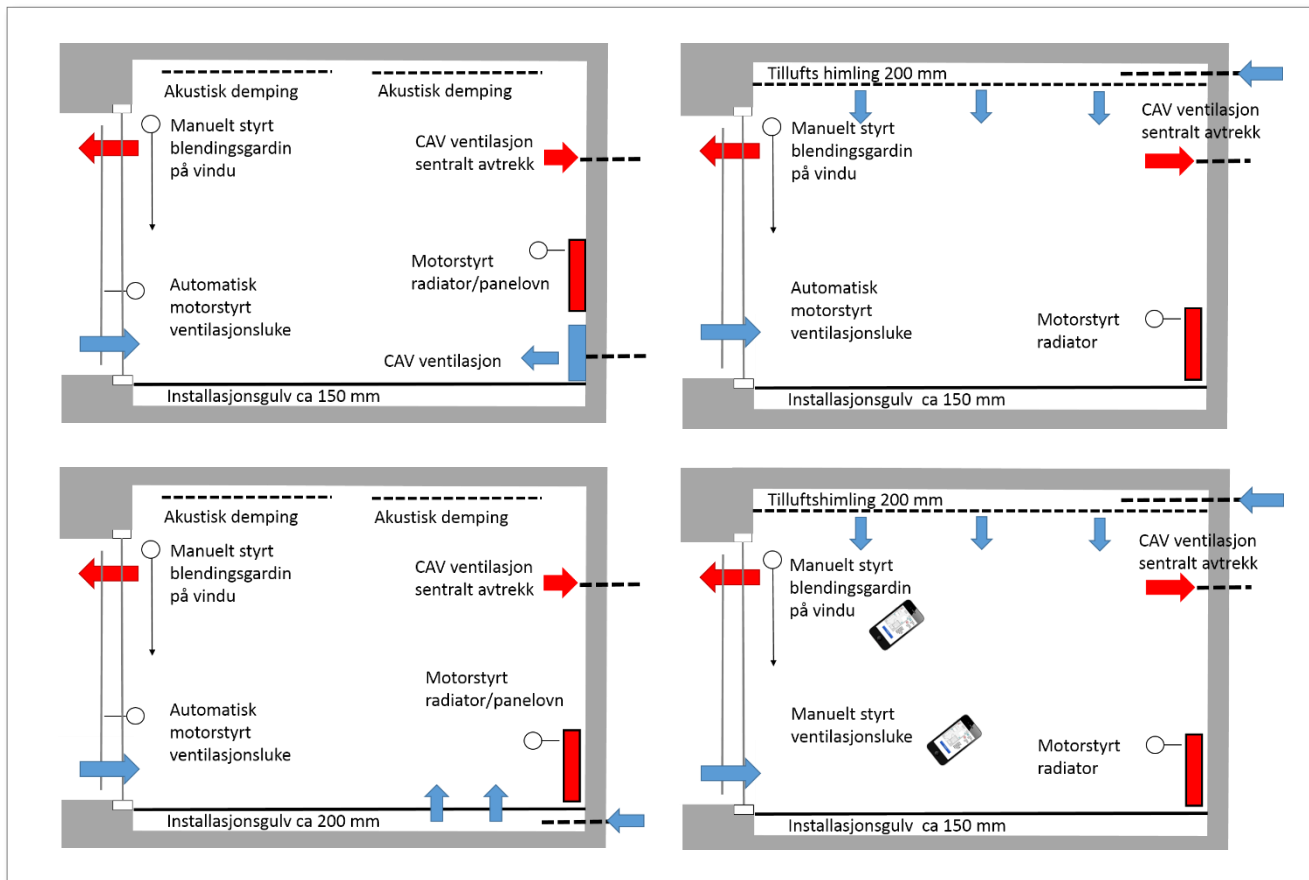 Akustisk demping
Akustisk demping
Manuelt styrt
blendingsgardin
på vindu
CAV ventilasjon
sentralt avtrekk
Motorstyrt
radiator/panelovn
Automatisk
motorstyrt
ventilasjonsluke
CAV ventilasjon
Installasjonsgulv ca 150 mm
Tillufts himling 200 mm
Manuelt styrt
blendingsgardin
på vindu
CAV ventilasjon
sentralt avtrekk
Automatisk
motorstyrt
ventilasjonsluke
Motorstyrt
radiator
Installasjonsgulv ca 150 mm
Akustisk demping
Akustisk demping
Manuelt styrt
blendingsgardin
på vindu
CAV ventilasjon
sentralt avtrekk
Motorstyrt
radiator/panelovn
Automatisk
motorstyrt
ventilasjonsluke
Installasjonsgulv ca 200 mm
Tilluftshimling 200 mm
Manuelt styrt
blendingsgardin
på vindu
CAV ventilasjon
sentralt avtrekk
Manuelt styrt
ventilasjonsluke
Motorstyrt
radiator
Installasjonsgulv ca 150 mm